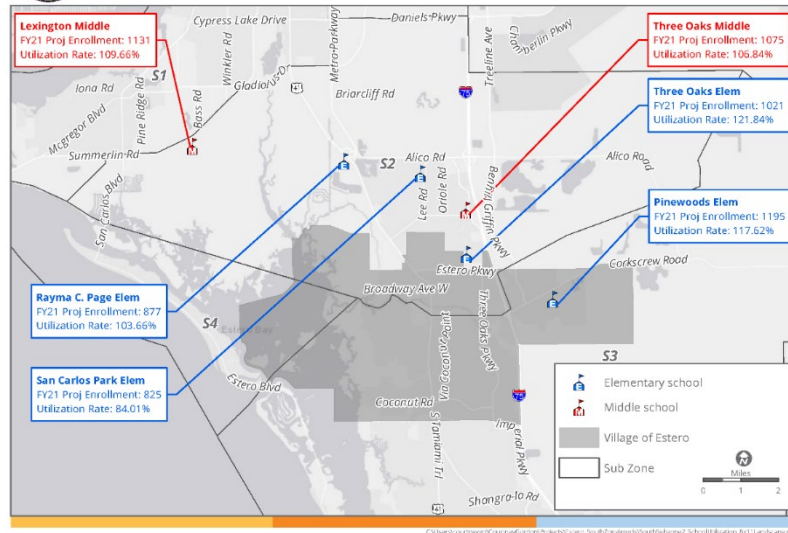 Lexington Middle
FY21 Proj Enrollment: 1131
Utilization Rate: 109.66%
Three Oaks Middle
FY21 Proj Enrollment: 1075
Utilization Rate: 106.84%
Three Oaks Elem
FY21 Proj Enrollment: 1021
Utilization Rate: 121.84%
Pinewoods Elem
FY21 Proj Enrollment: 1195
Utilization Rate: 117.62%
Rayma C. Page Elem
FY21 Proj Enrollment: 877
Utilization Rate: 103.66%
San Carlos Park Elem
FY21 Proj Enrollment: 825
Utilization Rate: 84.01%
Cypress Lake Drive
Daniels Pkwy
Chamberlin Pkwy
Winkler Rd
Metro Parkway
Treeline Ave
S1
Gladiolus Dr
Iona Rd
Pine Ridge Rd
Bass Rd
41
Briarcliff Rd
75
Mcgregor Blvd
Summerlin Rd
S2
Alico Rd
Alico Road
Lee Rd
Oriole Rd
Ben Hill Griffin Pkwy
San Carlos Blvd
Estero Pkwy
Corkscrew Road
Broadway Ave W
S4
Estero Bay
Via Coconut Point
Three Oaks Pkwy
S3
Estero Blvd
Coconut Rd
75
S Tamiami Trl
Imperial Pkwy
Shangra-la Rd
41
E
M
Elementary school
Middle school
Village of Estero
Sub Zone
N
Miles
0 1 2